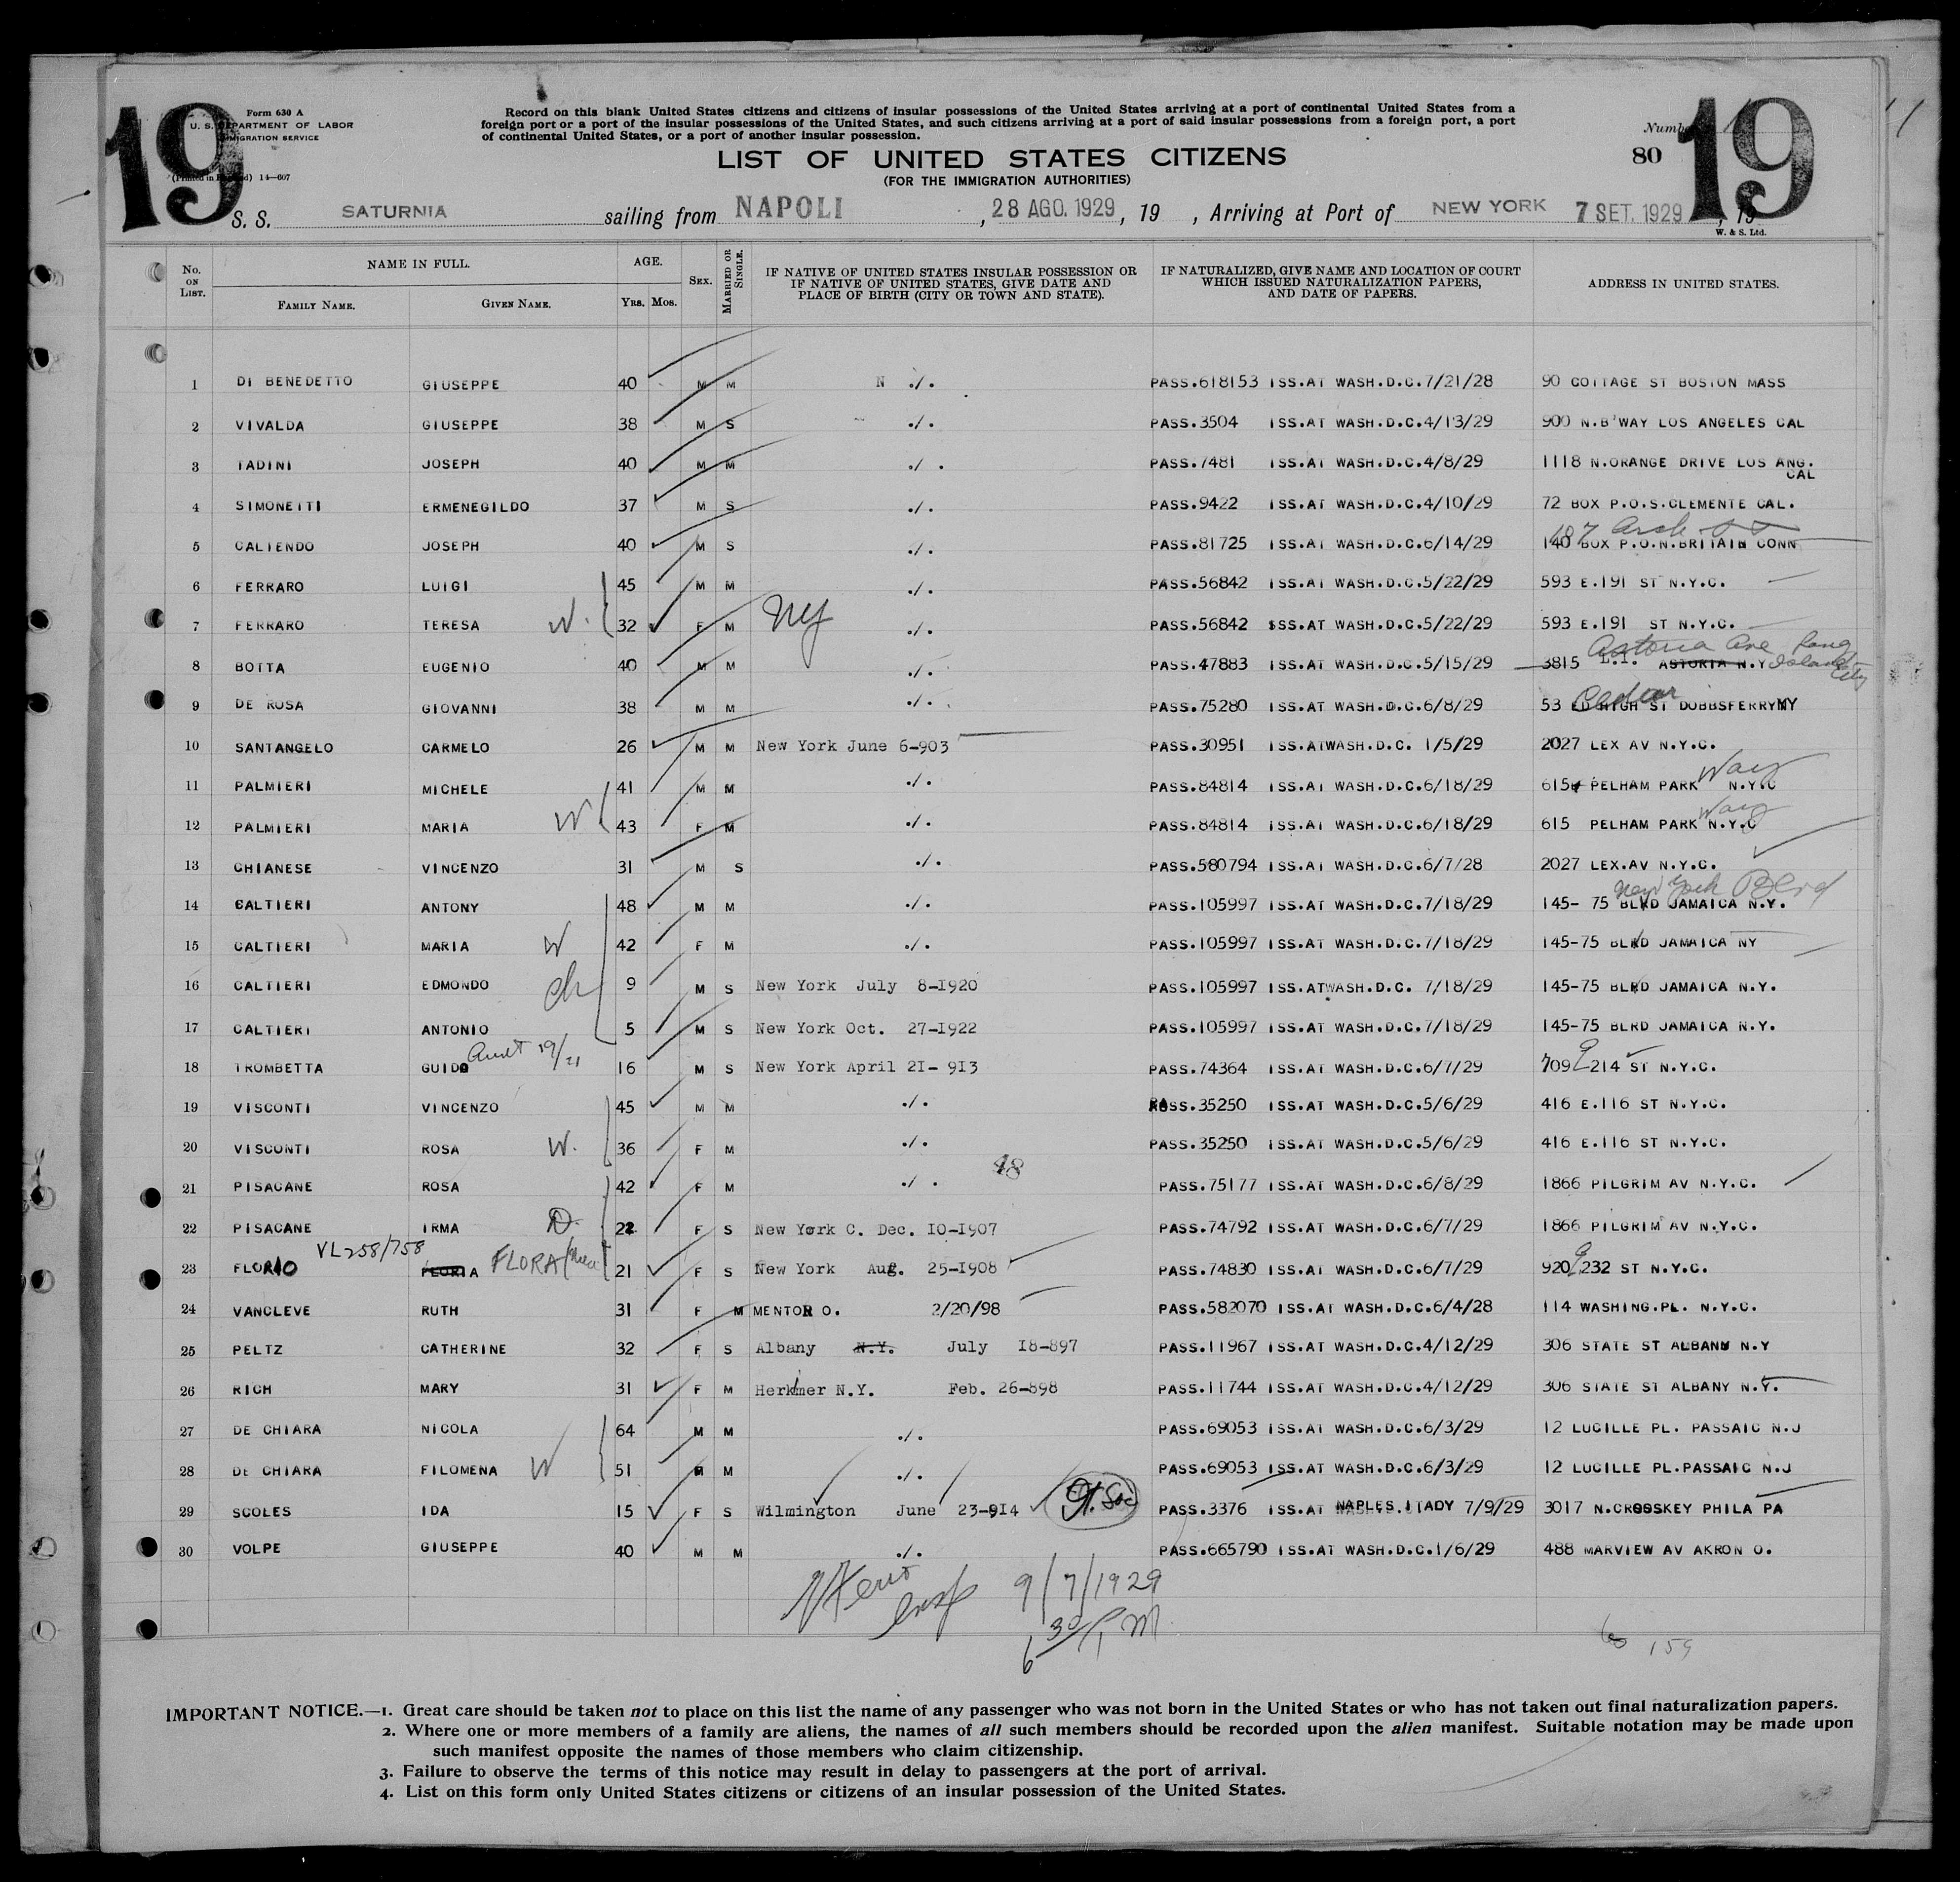 19
Form 630 A
U. S. DEPARTMENT OF LABOR
IMMIGRATION SERVICE
14—607
Record on this blank United States citizens and citizens of insular possessions of the United States arriving at a port of continental United States from a
foreign port or a port of the insular possessions of the United States, and such citizens arriving at a port of said insular possessions from a foreign port, a port
of continental United States, or a port of another insular possession.
80
19
LIST OF UNITED STATES CITIZENS
(FOR THE IMMIGRATION AUTHORITIES)
S. S. SATURNIA sailing from NAPOLI, 28 AGO. 1929, 19 , Arriving at Port of NEW YORK 7 SET. 1929, 19
W. & S. Ltd.
No. ON LIST. NAME IN FULL. FAMILY NAME. GIVEN NAME. AGE. YRS. MOS. SEX. MARRIED OR SINGLE. IF NATIVE OF UNITED STATES INSULAR POSSESSION OR IF NATIVE OF UNITED STATES, GIVE DATE AND PLACE OF BIRTH (CITY OR TOWN AND STATE). IF NATURALIZED, GIVE NAME AND LOCATION OF COURT WHICH ISSUED NATURALIZATION PAPERS, AND DATE OF PAPERS. ADDRESS IN UNITED STATES.
1 DI BENEDETTO GIUSEPPE 40 M M N ./. PASS.618153 ISS.AT WASH.D.C.7/21/28 90 COTTAGE ST BOSTON MASS
2 VIVALDA GIUSEPPE 38 M S ./. PASS.3504 ISS.AT WASH.D.C.4/13/29 900 N.B'WAY LOS ANGELES CAL
3 TADINI JOSEPH 40 M M ./. PASS.7481 ISS.AT WASH.D.C.4/8/29 1118 N.ORANGE DRIVE LOS ANG.
CAL
4 SIMONETTI ERMENEGILDO 37 M S ./. PASS.9422 ISS.AT WASH.D.C.4/10/29 72 BOX P.O.S.CLEMENTE CAL.
187 Arch
5 CALIENDO JOSEPH 40 M S ./. PASS.81725 ISS.AT WASH.D.C.6/14/29 140 BOX P.O.N.BRITAIN CONN
6 FERRARO LUIGI 45 M M ./. PASS.56842 ISS.AT WASH.D.C.5/22/29 593 E.191 ST N.Y.C.
7 FERRARO TERESA W. 32 F M NY ./. PASS.56842 $SS.AT WASH.D.C.5/22/29 593 E.191 ST N.Y.C.
Astoria Ave Long
8 BOTTA EUGENIO 40 M M ./. PASS.47883 ISS.AT WASH.D.C.5/15/29 3815 L.I. ASTORIA N.Y Island City
9 DE ROSA GIOVANNI 38 M M ./. PASS.75280 ISS.AT WASH.D.C.6/8/29 53 Cedar HIGH ST DOBBSFERRYNY
10 SANTANGELO CARMELO 26 M M New York June 6-903 PASS.30951 ISS.ATWASH.D.C. 1/5/29 2027 LEX AV N.Y.C.
11 PALMIERI MICHELE 41 M M ./. PASS.84814 ISS.AT WASH.D.C.6/18/29 615 PELHAM PARK Way N.Y.C
12 PALMIERI MARIA W 43 F M ./. PASS.84814 ISS.AT WASH.D.C.6/18/29 615 PELHAM PARK Way N.Y.C
13 CHIANESE VINCENZO 31 M S ./. PASS.580794 ISS.AT WASH.D.C.6/7/28 2027 LEX.AV N.Y.C.
New York Blvd
14 CALTIERI ANTONY 48 M M ./. PASS.105997 ISS.AT WASH.D.C.7/18/29 145- 75 BLRD JAMAICA N.Y.
15 CALTIERI MARIA W 42 F M ./. PASS.105997 ISS.AT WASH.D.C.7/18/29 145-75 BLRD JAMAICA NY
16 CALTIERI EDMONDO ch 9 M S New York July 8-I920 PASS.105997 ISS.ATWASH.D.C. 7/18/29 145-75 BLRD JAMAICA N.Y.
17 CALTIERI ANTONIO 5 M S New York Oct. 27-I922 PASS.105997 ISS.AT WASH.D.C.7/18/29 145-75 BLRD JAMAICA N.Y.
18 TROMBETTA GUIDO Aunt 19/21 16 M S New York April 2I- 9I3 PASS.74364 ISS.AT WASH.D.C.6/7/29 709 E 214 ST N.Y.C.
19 VISCONTI VINCENZO 45 M M ./. PASS.35250 ISS.AT WASH.D.C.5/6/29 416 E.116 ST N.Y.C.
20 VISCONTI ROSA W. 36 F M ./. PASS.35250 ISS.AT WASH.D.C.5/6/29 416 E.116 ST N.Y.C.
18
21 PISACANE ROSA 42 F M ./. PASS.75177 ISS.AT WASH.D.C.6/8/29 1866 PILGRIM AV N.Y.C.
22 PISACANE IRMA D. 21 F S New York C. Dec. IO-I907 PASS.74792 ISS.AT WASH.D.C.6/7/29 1866 PILGRIM AV N.Y.C.
VL258/758
23 FLORIO FLORIA FLORA 21 F S New York Aug. 25-I908 PASS.74830 ISS.AT WASH.D.C.6/7/29 920 E 232 ST N.Y.C.
24 VANCLEVE RUTH 31 F M MENTOR O. 2/20/98 PASS.582070 ISS.AT WASH.D.C.6/4/28 114 WASHING.PL. N.Y.C.
25 PELTZ CATHERINE 32 F S Albany N.Y. July I8-897 PASS.11967 ISS.AT WASH.D.C.4/12/29 306 STATE ST ALBANY N.Y
26 RICH MARY 31 F M Herkimer N.Y. Feb. 26-898 PASS.11744 ISS.AT WASH.D.C.4/12/29 306 STATE ST ALBANY N.Y.
27 DE CHIARA NICOLA 64 M M ./. PASS.69053 ISS.AT WASH.D.C.6/3/29 12 LUCILLE PL. PASSAIC N.J
28 DE CHIARA FILOMENA W 51 M M ./. PASS.69053 ISS.AT WASH.D.C.6/3/29 12 LUCILLE PL.PASSAIC N.J
29 SCOLES IDA 15 F S Wilmington June 23-9I4 PASS.3376 ISS.AT NAPLES ITADY 7/9/29 3017 N.CROSSKEY PHILA PA
30 VOLPE GIUSEPPE 40 M M ./. PASS.665790 ISS.AT WASH.D.C.1/6/29 488 MARVIEW AV AKRON O.
insp 9/7/1929
6 30 P.M
159
IMPORTANT NOTICE.—1. Great care should be taken not to place on this list the name of any passenger who was not born in the United States or who has not taken out final naturalization papers.
2. Where one or more members of a family are aliens, the names of all such members should be recorded upon the alien manifest. Suitable notation may be made upon
such manifest opposite the names of those members who claim citizenship.
3. Failure to observe the terms of this notice may result in delay to passengers at the port of arrival.
4. List on this form only United States citizens or citizens of an insular possession of the United States.